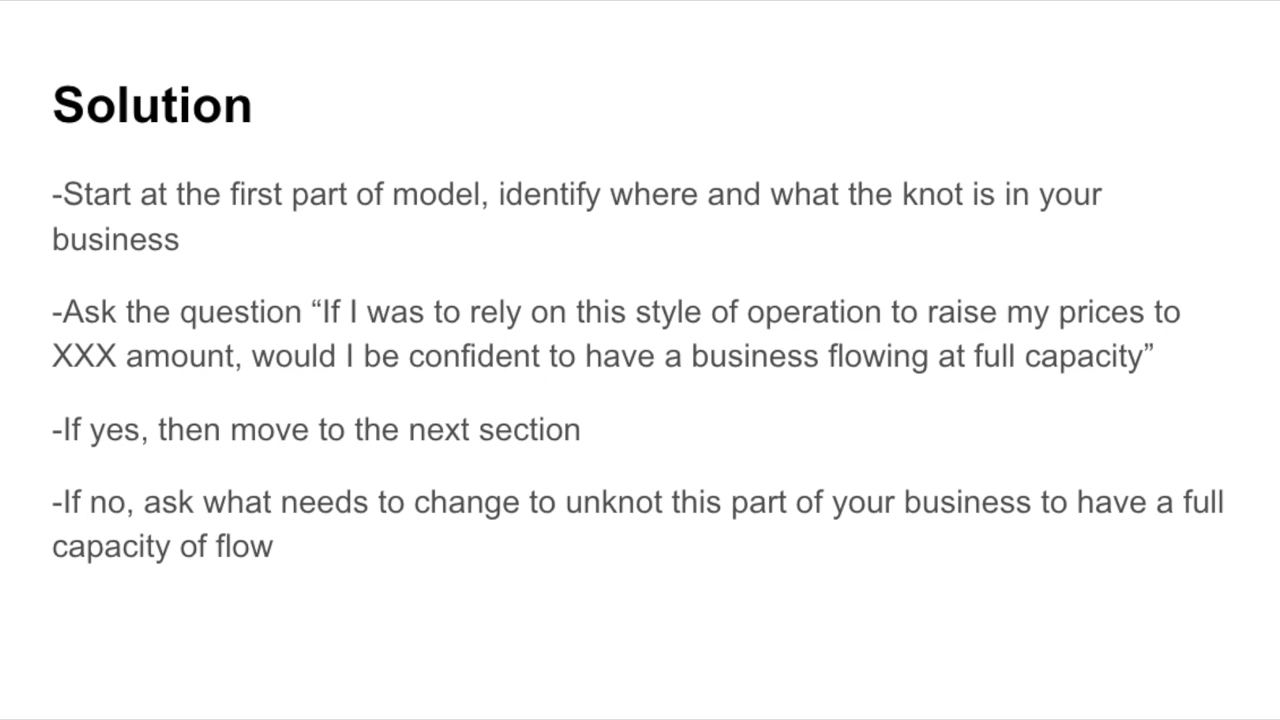 Solution
-Start at the first part of model, identify where and what the knot is in your
business
-Ask the question “If I was to rely on this style of operation to raise my prices to
XXX amount, would I be confident to have a business flowing at full capacity”
-If yes, then move to the next section
-If no, ask what needs to change to unknot this part of your business to have a full
capacity of flow